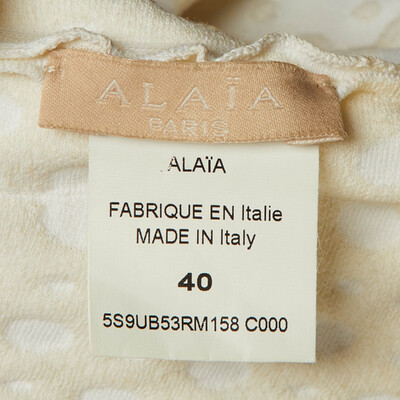 ALAÏA
PARIS
ALAÏA
FABRIQUE EN Italie
MADE IN Italy
40
5S9UB53RM158 C000